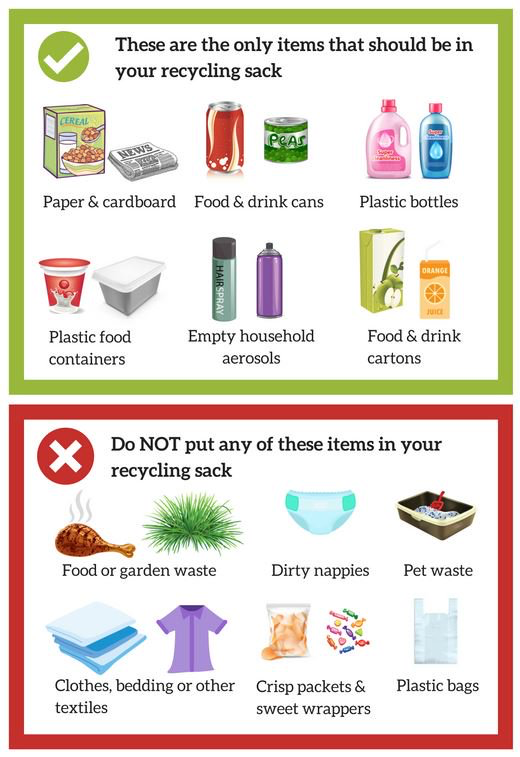 These are the only items that should be in
your recycling sack
CEREAL
NEWS
Peas
Super
cleanliness
Super
Paper & cardboard
Food & drink cans
Plastic bottles
HAIRSPRAY
ORANGE
JUICE
Plastic food
containers
Empty household
aerosols
Food & drink
cartons
Do NOT put any of these items in your
recycling sack
Food or garden waste
Dirty nappies
Pet waste
Clothes, bedding or other
textiles
Crisp packets &
sweet wrappers
Plastic bags